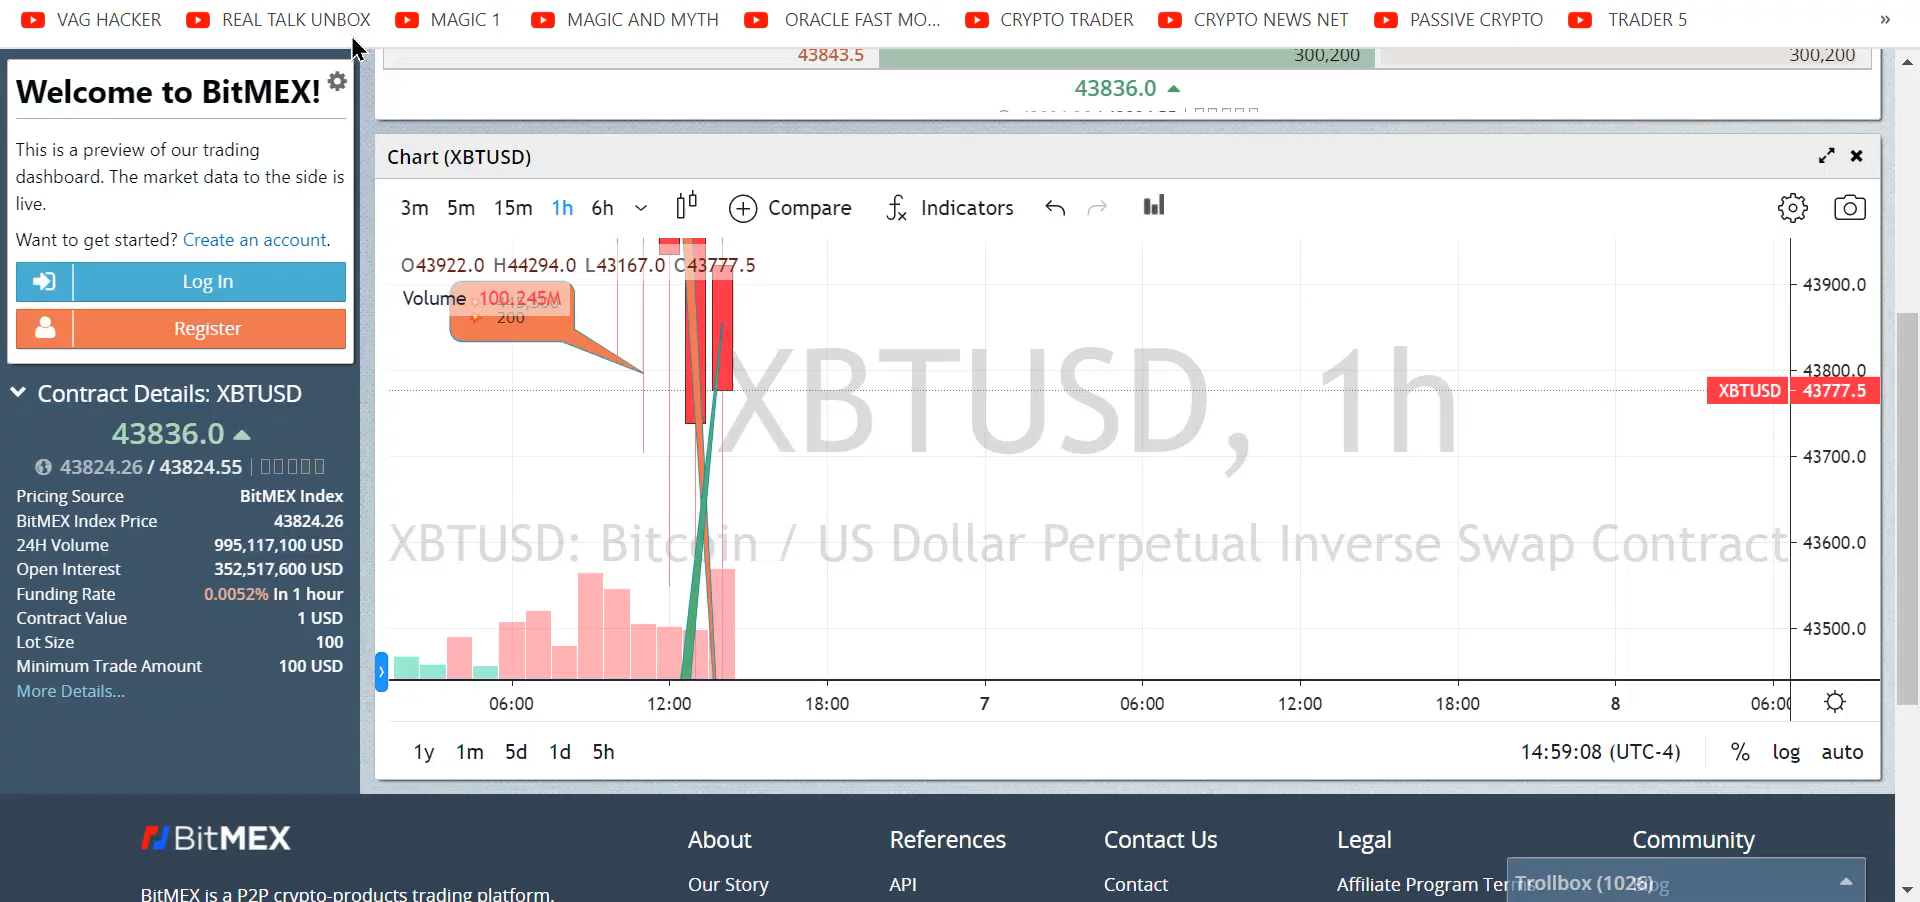 VAG HACKER REAL TALK UNBOX MAGIC 1 MAGIC AND MYTH ORACLE FAST MO... CRYPTO TRADER CRYPTO NEWS NET PASSIVE CRYPTO TRADER 5 »
43843.5 300,200 300,200
43836.0
Welcome to BitMEX!
This is a preview of our trading
dashboard. The market data to the side is
live.
Want to get started? Create an account.
Log In
Register
Contract Details: XBTUSD
43836.0
43824.26 / 43824.55
Pricing Source BitMEX Index
BitMEX Index Price 43824.26
24H Volume 995,117,100 USD
Open Interest 352,517,600 USD
Funding Rate 0.0052% In 1 hour
Contract Value 1 USD
Lot Size 100
Minimum Trade Amount 100 USD
More Details...
Chart (XBTUSD)
3m 5m 15m 1h 6h Compare Indicators
O43922.0 H44294.0 L43167.0 C43777.5
Volume 100.245M
200
XBTUSD, 1h
XBTUSD: Bitcoin / US Dollar Perpetual Inverse Swap Contract
43900.0
43800.0
XBTUSD 43777.5
43700.0
43600.0
43500.0
06:00 12:00 18:00 7 06:00 12:00 18:00 8 06:00
1y 1m 5d 1d 5h 14:59:08 (UTC-4) % log auto
BitMEX
BitMEX is a P2P crypto-products trading platform.
About References Contact Us Legal Community
Our Story API Contact Affiliate Program Terms Blog
Trollbox (1026)